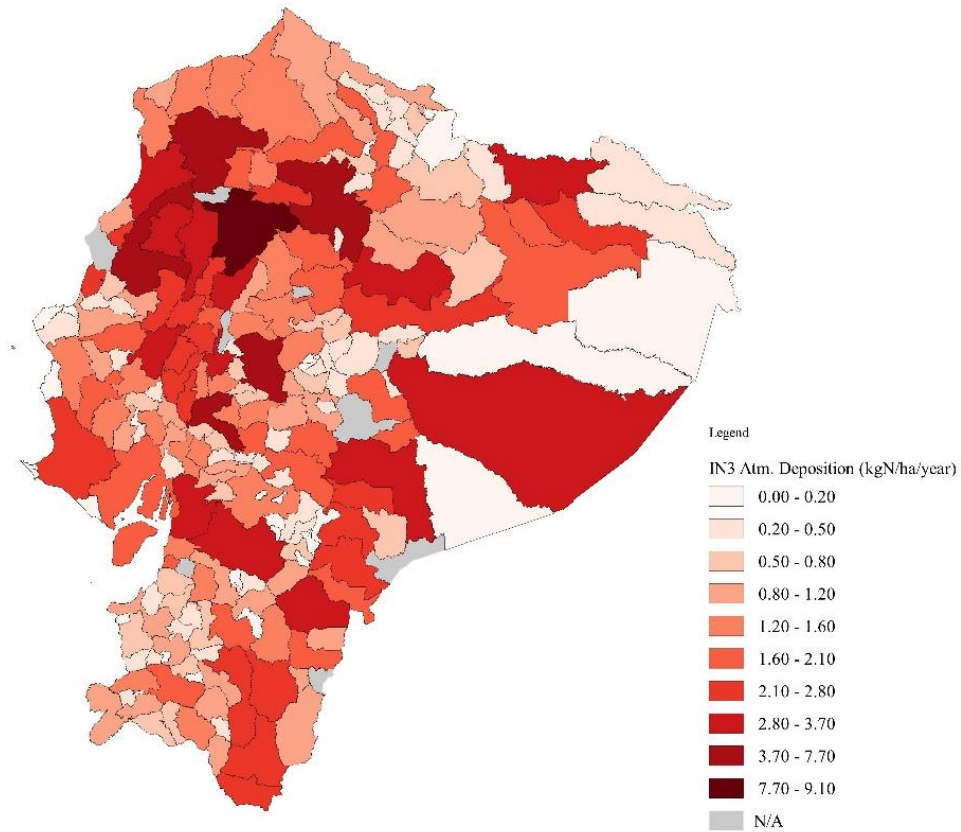 Legend
IN3 Atm. Deposition (kgN/ha/year)
0.00 - 0.20
0.20 - 0.50
0.50 - 0.80
0.80 - 1.20
1.20 - 1.60
1.60 - 2.10
2.10 - 2.80
2.80 - 3.70
3.70 - 7.70
7.70 - 9.10
N/A